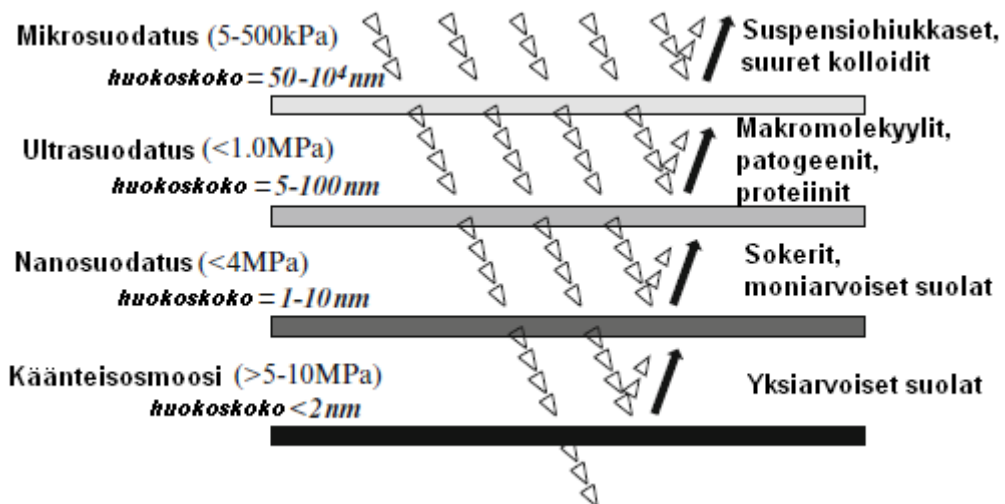 Mikrosuodatus (5-500kPa)
huokoskoko = 50-10⁴ nm
Suspensiohiukkaset,
suuret kolloidit
Ultrasuodatus (<1.0MPa)
huokoskoko = 5-100 nm
Makromolekyylit,
patogeenit,
proteiinit
Nanosuodatus (<4MPa)
huokoskoko = 1-10 nm
Sokerit,
moniarvoiset suolat
Käänteisosmoosi (>5-10MPa)
huokoskoko <2 nm
Yksiarvoiset suolat